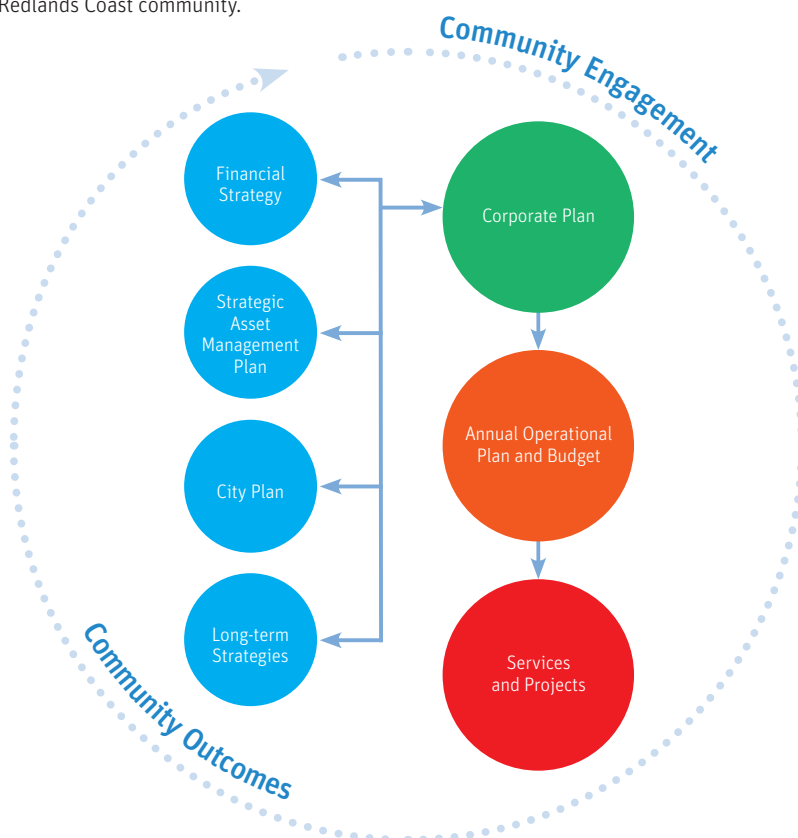 Redlands Coast community.
Community Engagement
Financial
Strategy
Corporate Plan
Strategic
Asset
Management
Plan
Annual Operational
Plan and Budget
City Plan
Long-term
Strategies
Services
and Projects
Community Outcomes